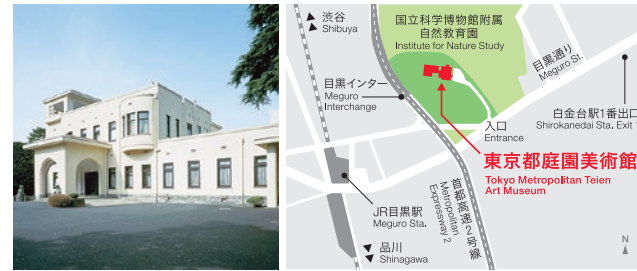 渋谷
Shibuya
国立科学博物館附属
自然教育園
Institute for Nature Study
目黒通り
Meguro St.
目黒インター
Meguro
Interchange
白金台駅1番出口
Shirokanedai Sta. Exit 1
入口
Entrance
東京都庭園美術館
Tokyo Metropolitan Teien
Art Museum
首都高速2号線
Metropolitan
Expressway 2
JR目黒駅
Meguro Sta.
品川
Shinagawa
N